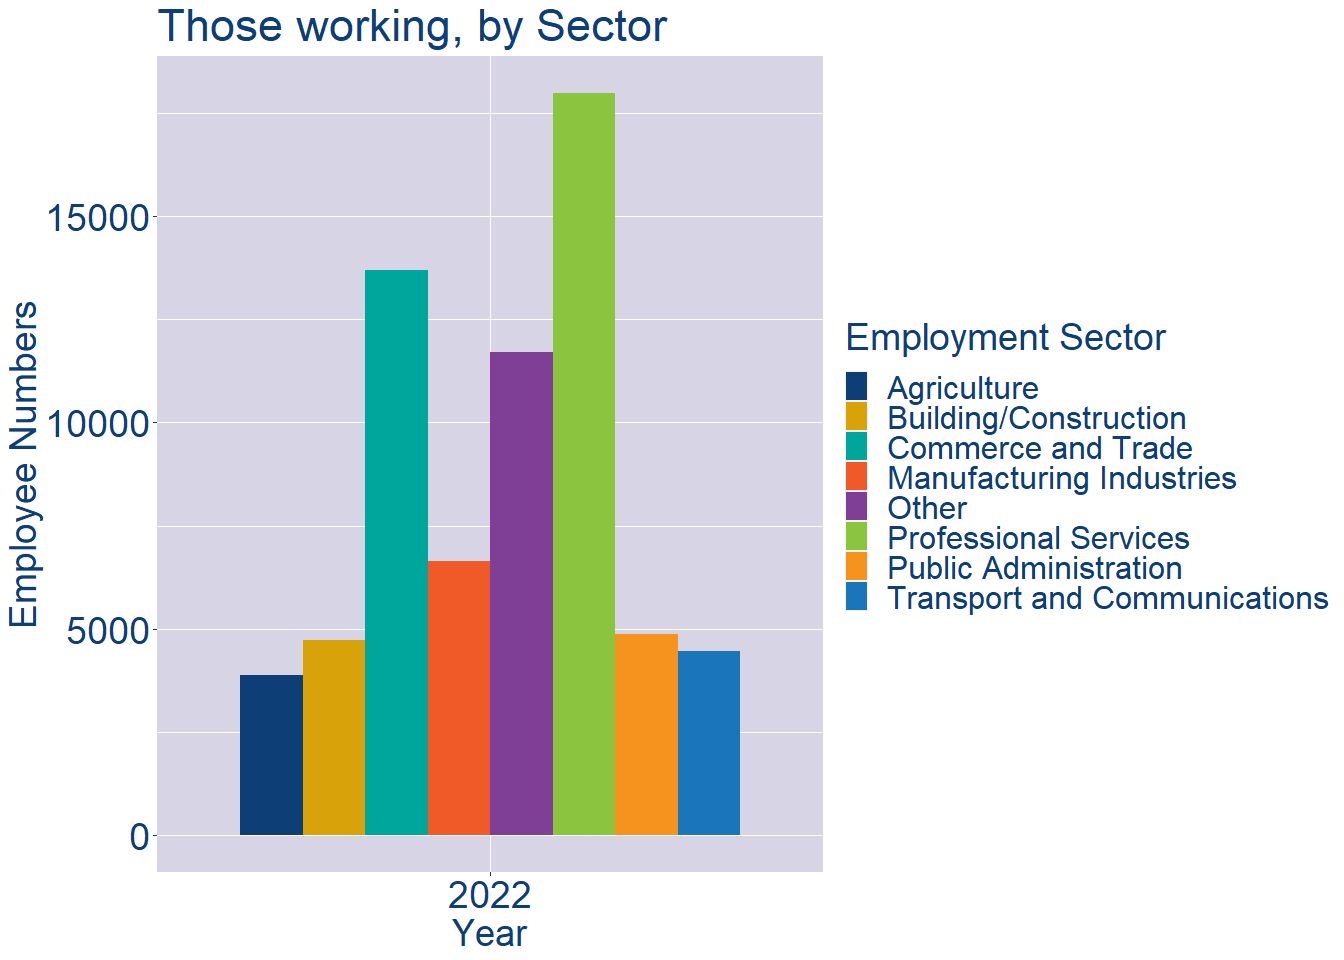 Those working, by Sector
Employee Numbers
15000
10000
5000
0
2022
Year
Employment Sector
Agriculture
Building/Construction
Commerce and Trade
Manufacturing Industries
Other
Professional Services
Public Administration
Transport and Communications